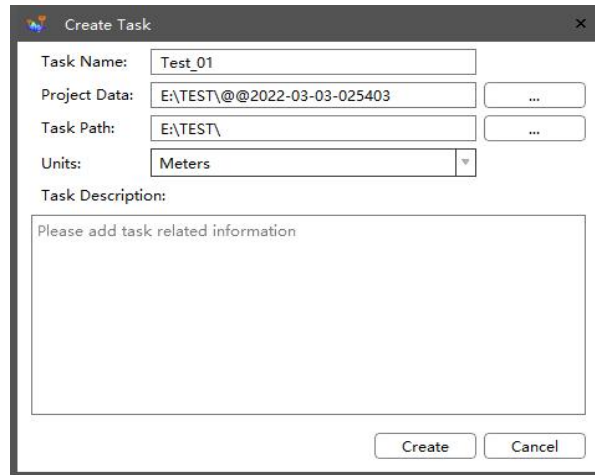 Create Task
Task Name: Test_01
Project Data: E:\TEST\@@2022-03-03-025403 ...
Task Path: E:\TEST\ ...
Units: Meters
Task Description:
Please add task related information
Create Cancel